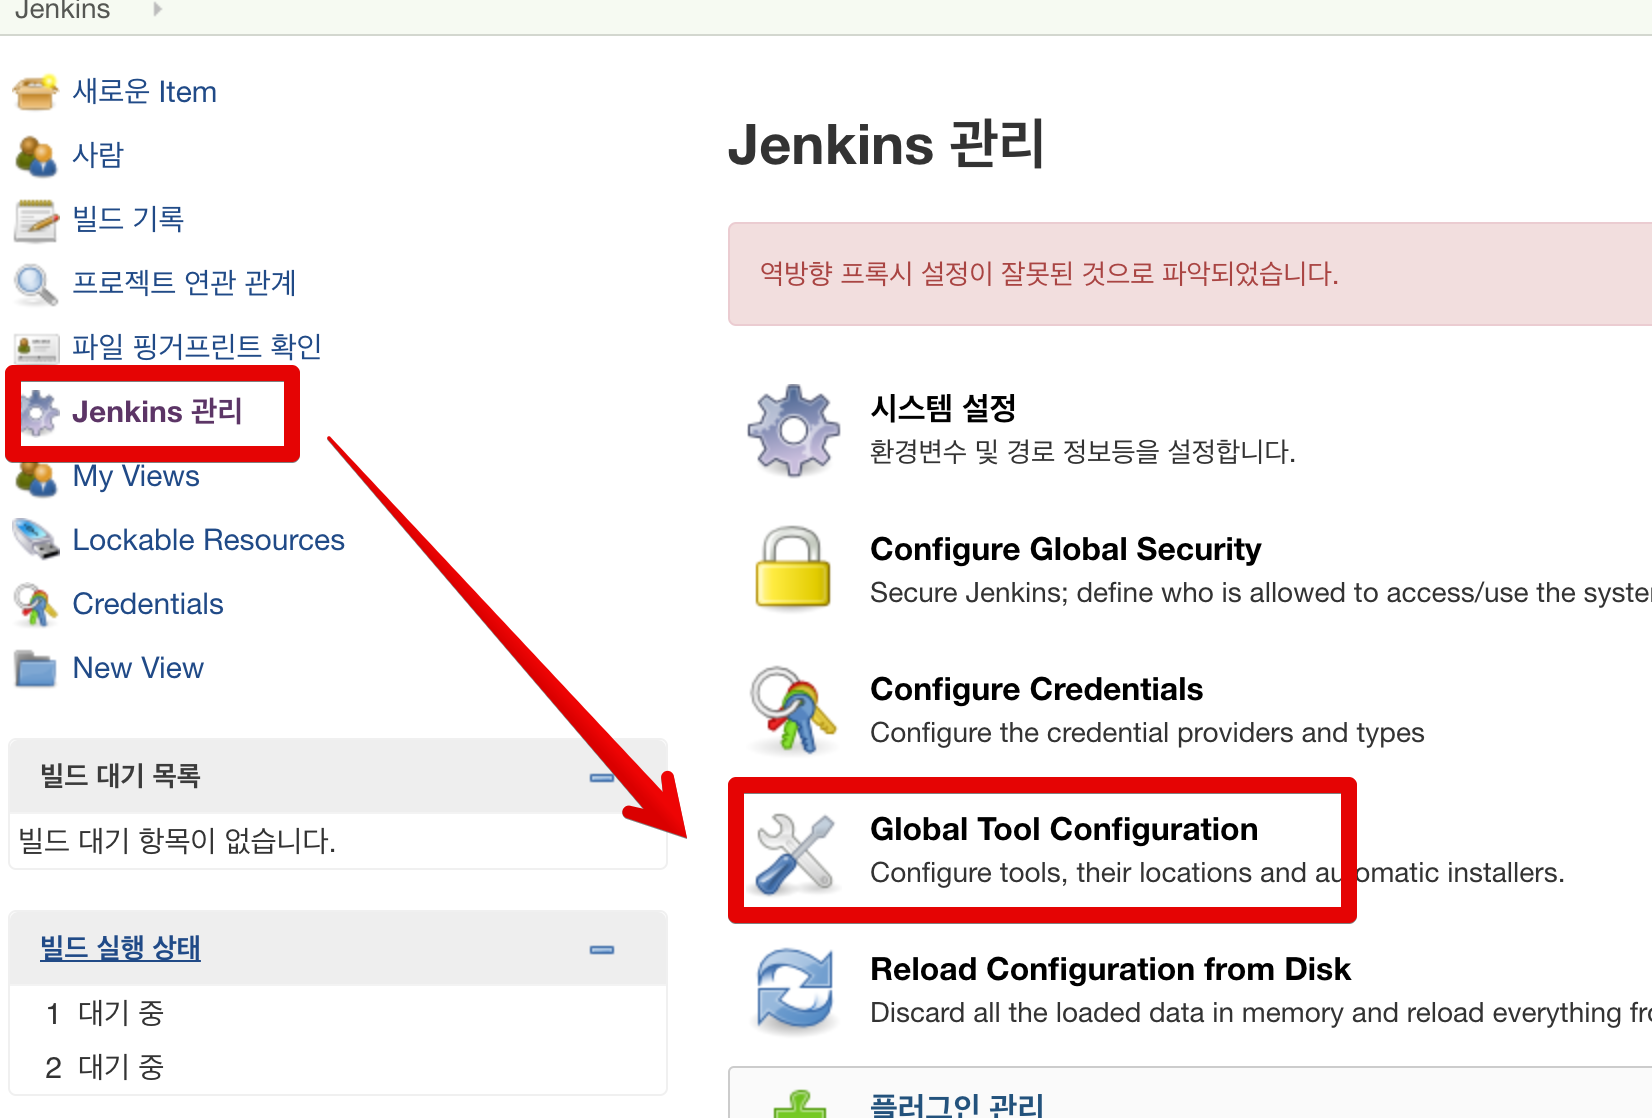 Jenkins
새로운 Item
사람
빌드 기록
프로젝트 연관 관계
파일 핑거프린트 확인
Jenkins 관리
My Views
Lockable Resources
Credentials
New View
빌드 대기 목록
빌드 대기 항목이 없습니다.
빌드 실행 상태
1 대기 중
2 대기 중
Jenkins 관리
역방향 프록시 설정이 잘못된 것으로 파악되었습니다.
시스템 설정
환경변수 및 경로 정보등을 설정합니다.
Configure Global Security
Secure Jenkins; define who is allowed to access/use the syste
Configure Credentials
Configure the credential providers and types
Global Tool Configuration
Configure tools, their locations and automatic installers.
Reload Configuration from Disk
Discard all the loaded data in memory and reload everything fr
플러그인 관리